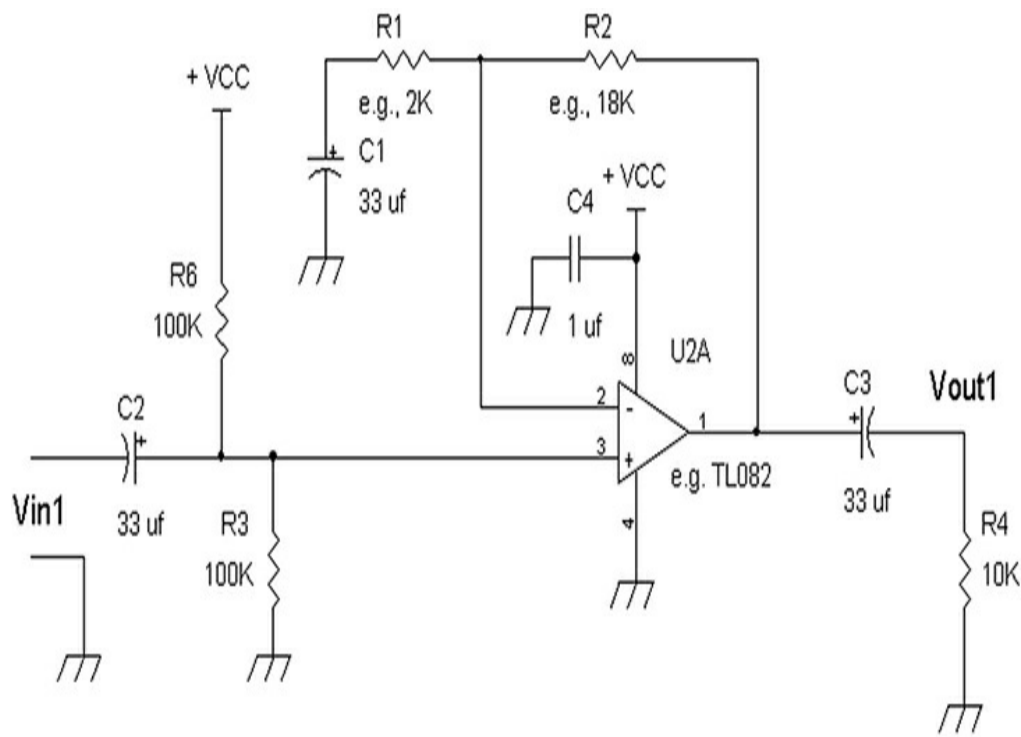 R1
R2
+ VCC
e.g., 2K
e.g., 18K
+
C1
33 uf
+ VCC
C4
R6
100K
1 uf
8
U2A
C2
+
2
-
1
C3
+
Vout1
3
+
e.g. TL082
Vin1
33 uf
R3
100K
4
33 uf
R4
10K